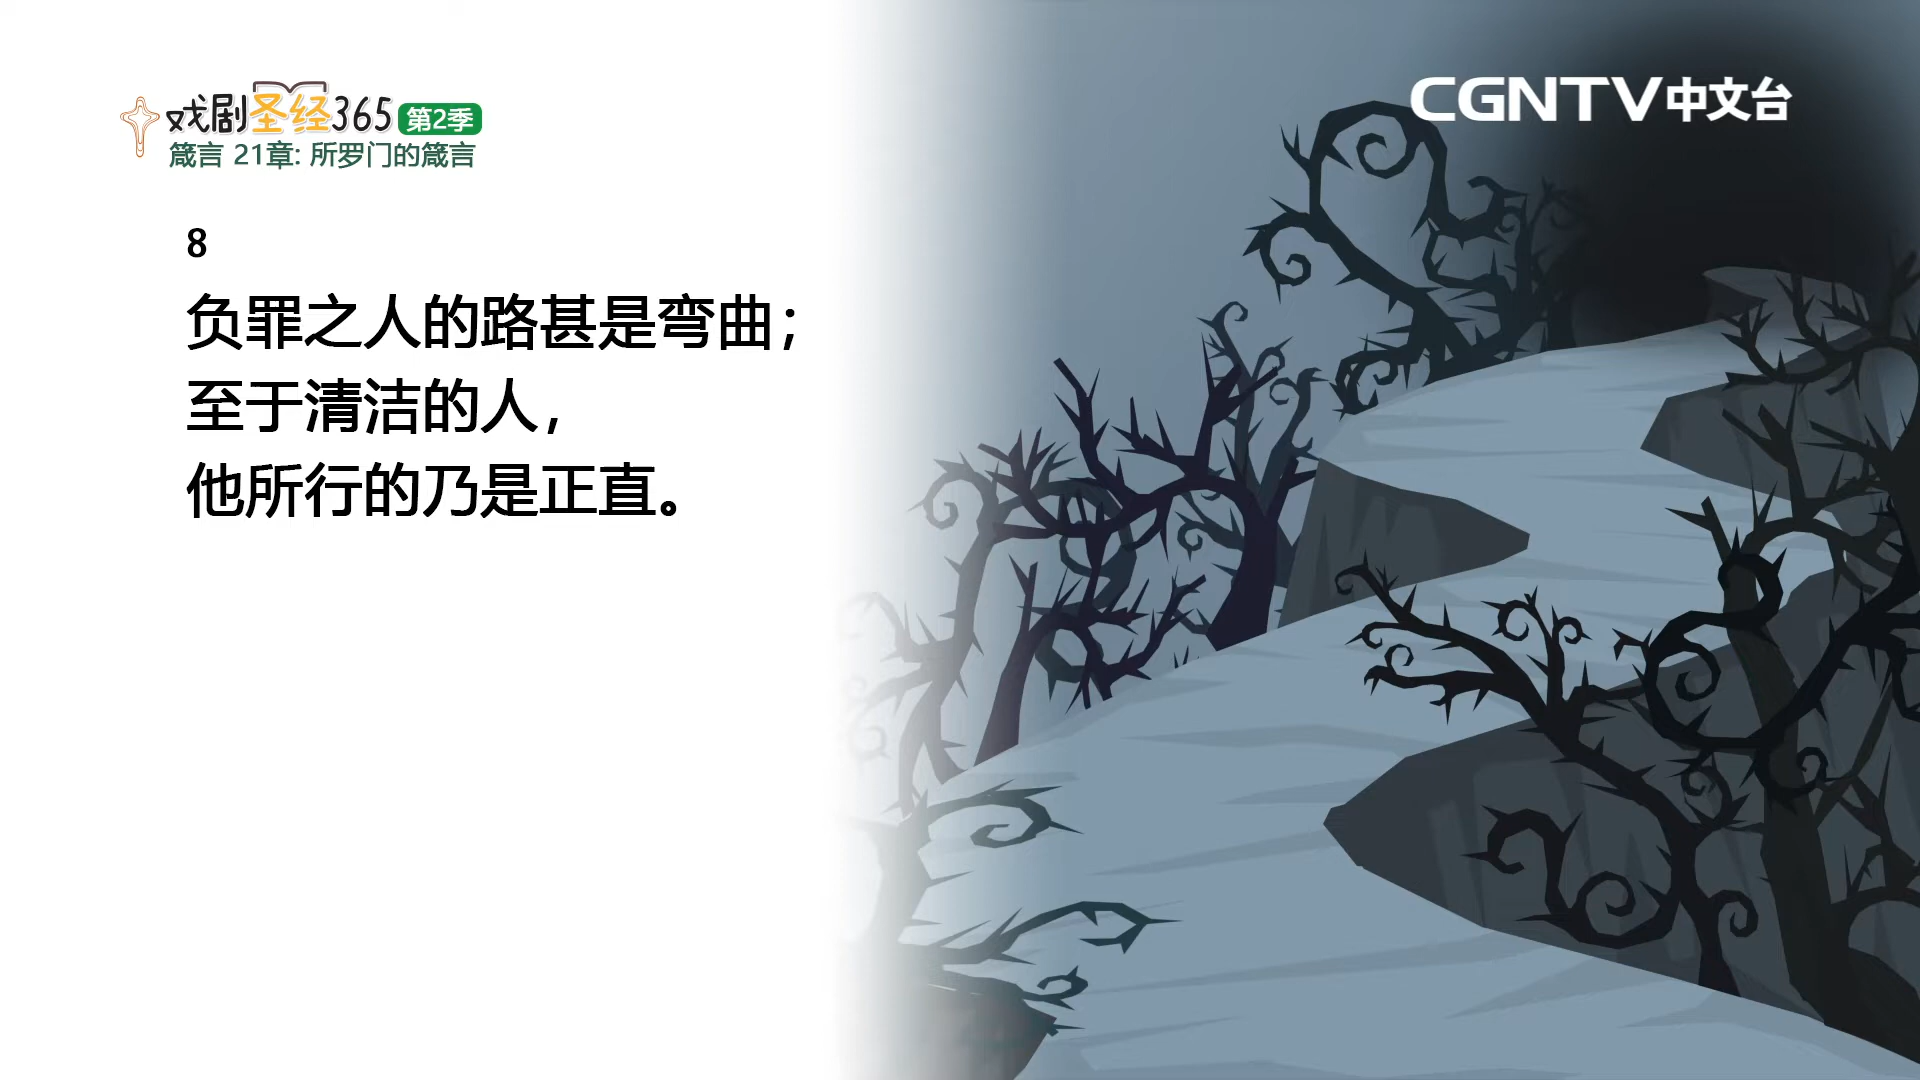 戏剧圣经365 第2季
箴言 21章: 所罗门的箴言
CGNTV中文台
8
负罪之人的路甚是弯曲；
至于清洁的人，
他所行的乃是正直。